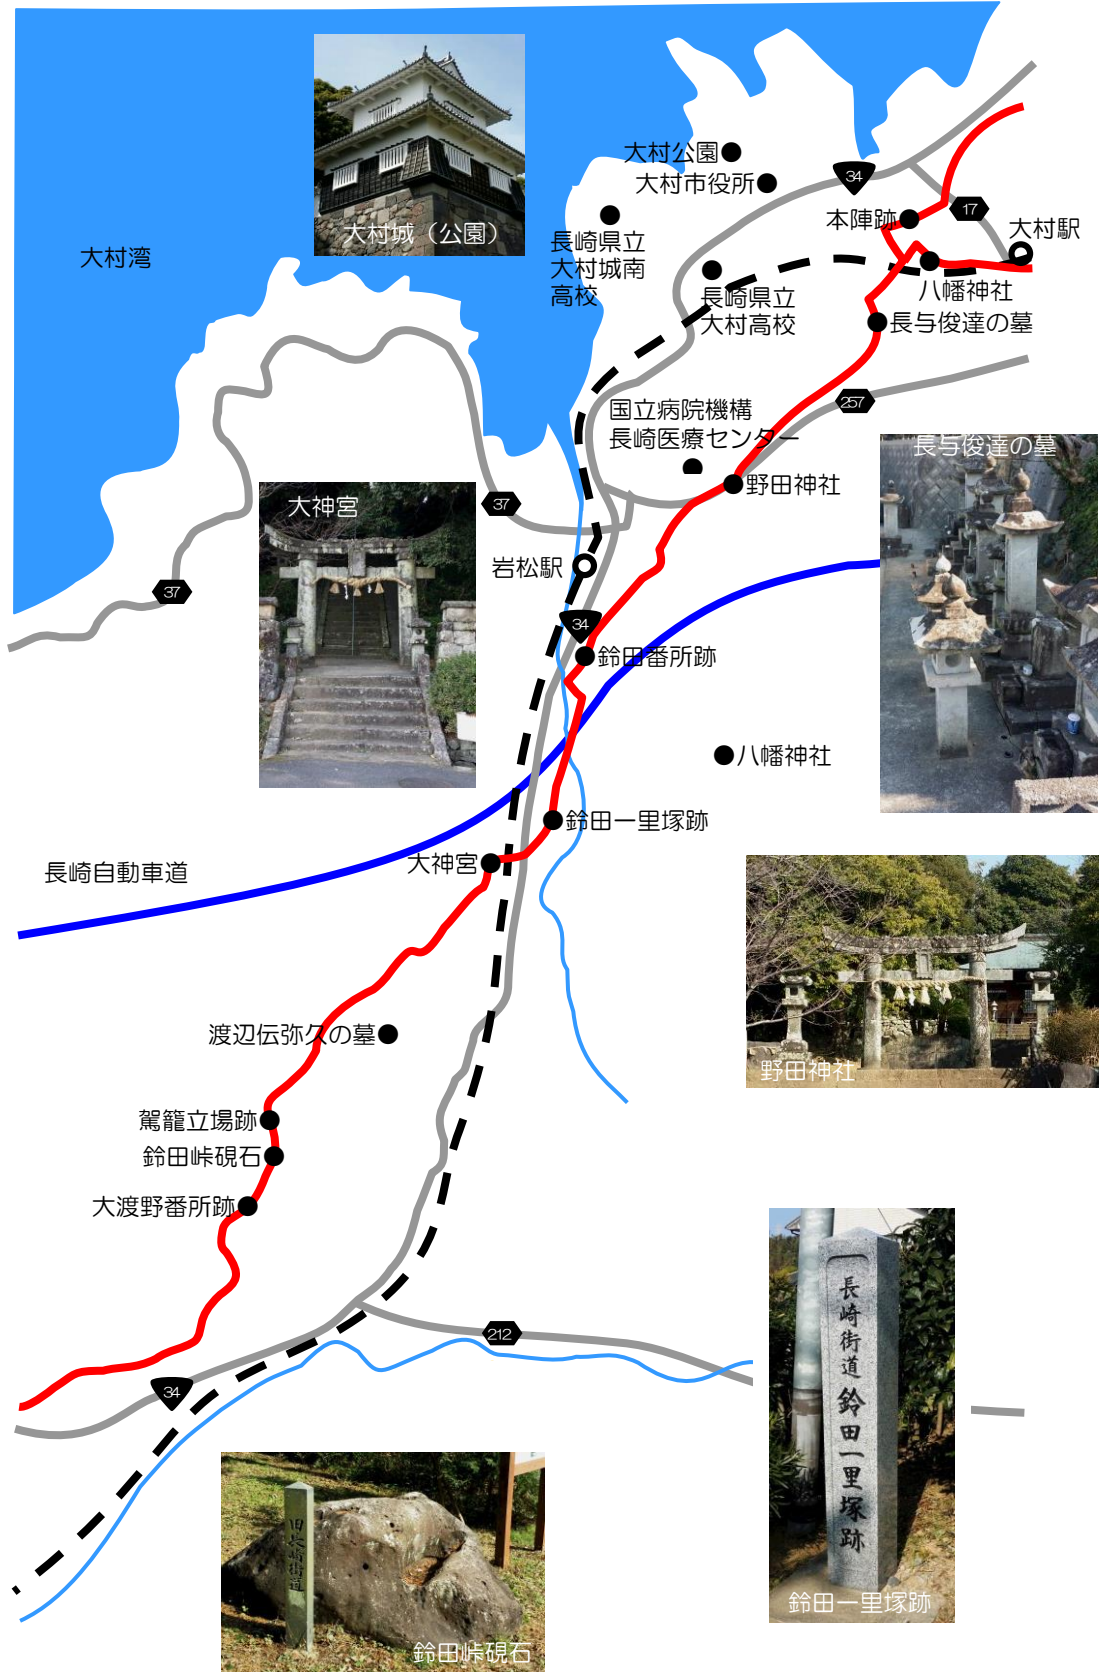 大村城（公園）
大村湾
大村公園
大村市役所
34
本陣跡
17
大村駅
長崎県立
大村城南
高校
長崎県立
大村高校
八幡神社
長与俊達の墓
257
国立病院機構
長崎医療センター
野田神社
長与俊達の墓
大神宮
37
岩松駅
37
34
鈴田番所跡
八幡神社
鈴田一里塚跡
大神宮
長崎自動車道
野田神社
渡辺伝弥久の墓
駕籠立場跡
鈴田峠硯石
大渡野番所跡
212
34
長崎街道鈴田一里塚跡
鈴田一里塚跡
旧長崎街道
鈴田峠硯石